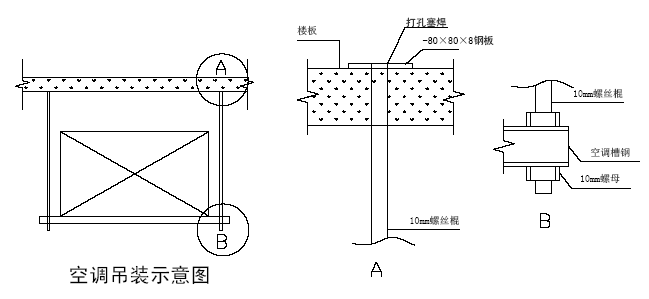 A
B
空调吊装示意图
打孔塞焊
楼板
-80×80×8钢板
10mm螺丝棍
A
10mm螺丝棍
空调槽钢
10mm螺母
B